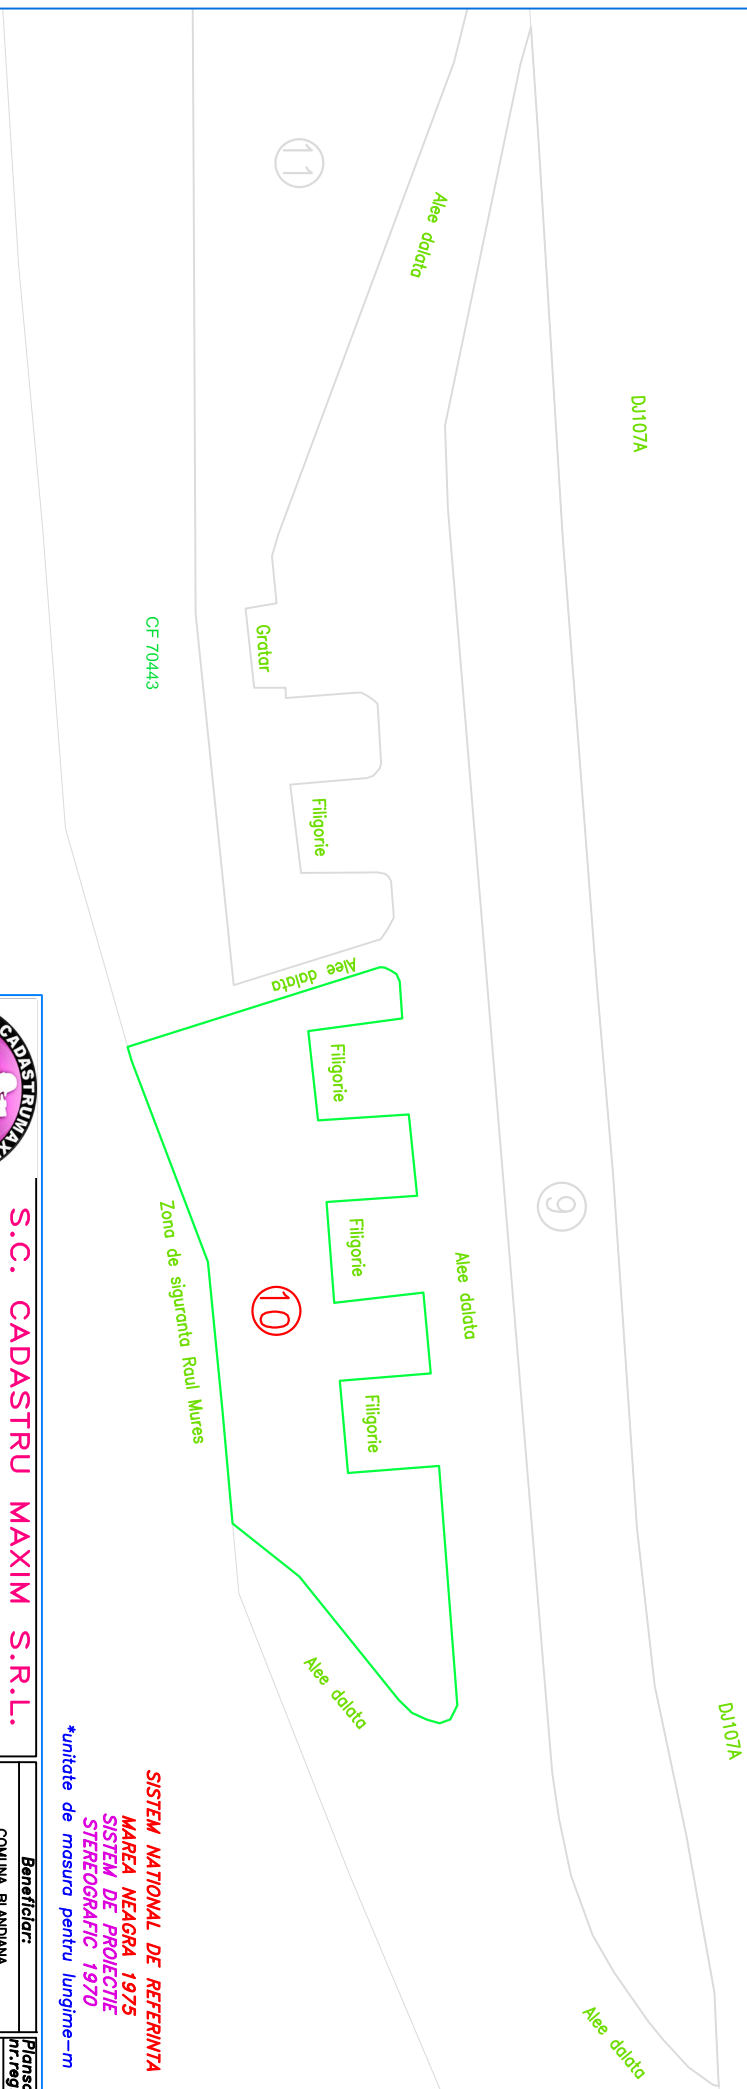 DJ107A
DJ107A
Alee dalata
11
9
Alee dalata
Gratar
Filigorie
Alee dalata
Filigorie
Filigorie
Filigorie
10
Alee dalata
Alee dalata
CF 70443
Zona de siguranta Raul Mures
SISTEM NATIONAL DE REFERINTA
MAREA NEAGRA 1975
SISTEM DE PROIECTIE
STEREOGRAFIC 1970
*unitate de masura pentru lungime-m
S.C. CADASTRU MAXIM S.R.L.
Beneficiar:
COMUNA BLANDIANA